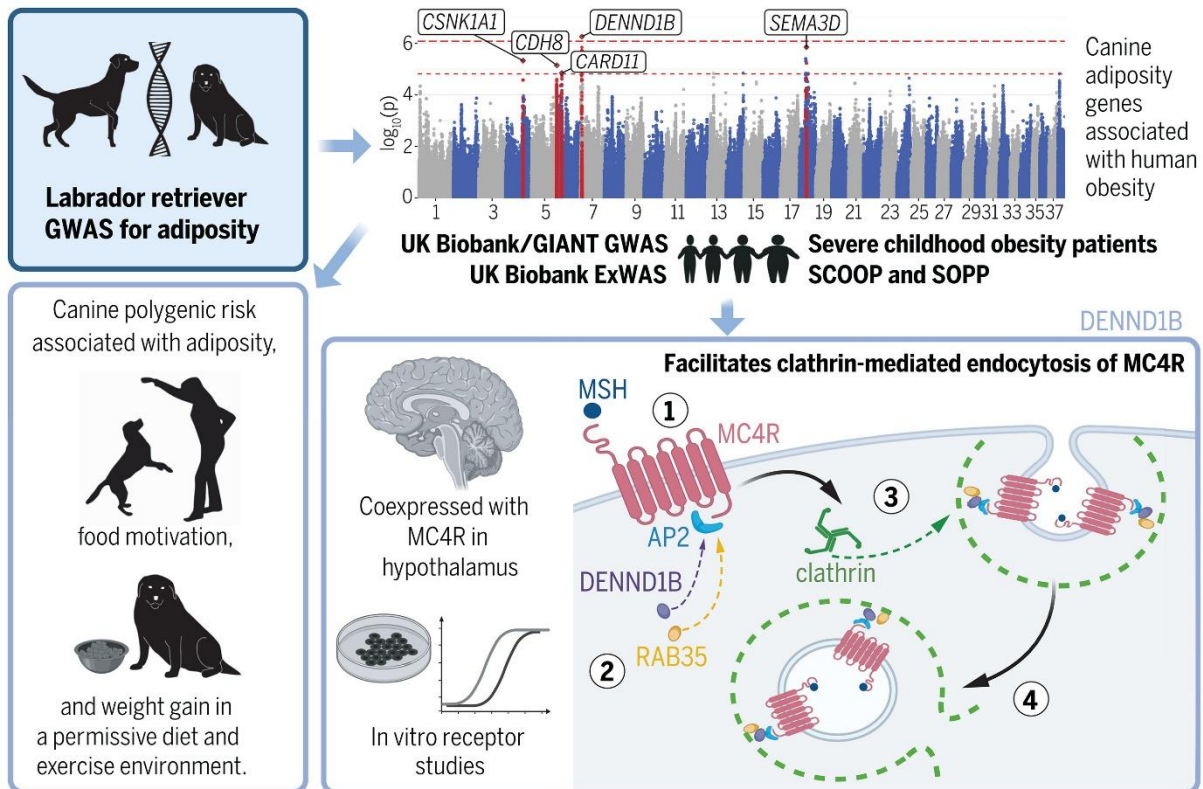 Labrador retriever
GWAS for adiposity
CSNK1A1
CDH8
DENND1B
CARD11
SEMA3D
log₁₀(p)
6
4
2
0
1 3 5 7 9 11 13 15 17 19 21 23 25 27 29 31 33 35 37
Canine
adiposity
genes
associated
with human
obesity
UK Biobank/GIANT GWAS
UK Biobank ExWAS
Severe childhood obesity patients
SCOOP and SOPP
Canine polygenic risk
associated with adiposity,
food motivation,
and weight gain in
a permissive diet and
exercise environment.
DENND1B
Coexpressed with
MC4R in
hypothalamus
In vitro receptor
studies
Facilitates clathrin-mediated endocytosis of MC4R
MSH
1
MC4R
AP2
DENND1B
RAB35
2
3
clathrin
4